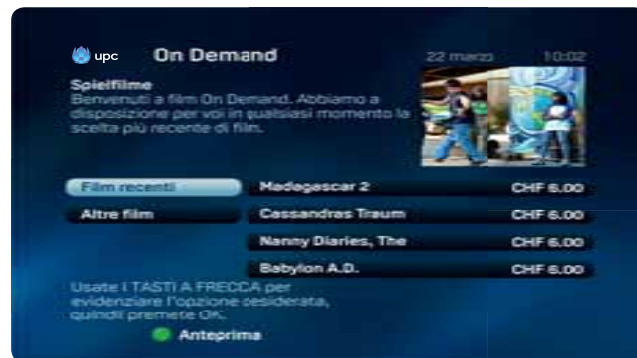 upc On Demand 22 marzo 10:02
Spielfilme
Benvenuti a film On Demand. Abbiamo a
disposizione per voi in qualsiasi momento la
scelta più recente di film.
Film recenti Madagascar 2 CHF 6.00
Altre film Cassandras Traum CHF 6.00
Nanny Diaries, The CHF 6.00
Babylon A.D. CHF 6.00
Usate I TASTI A FRECCA per
evidenziare l'opzione desiderata,
quindi premete OK.
Anteprima